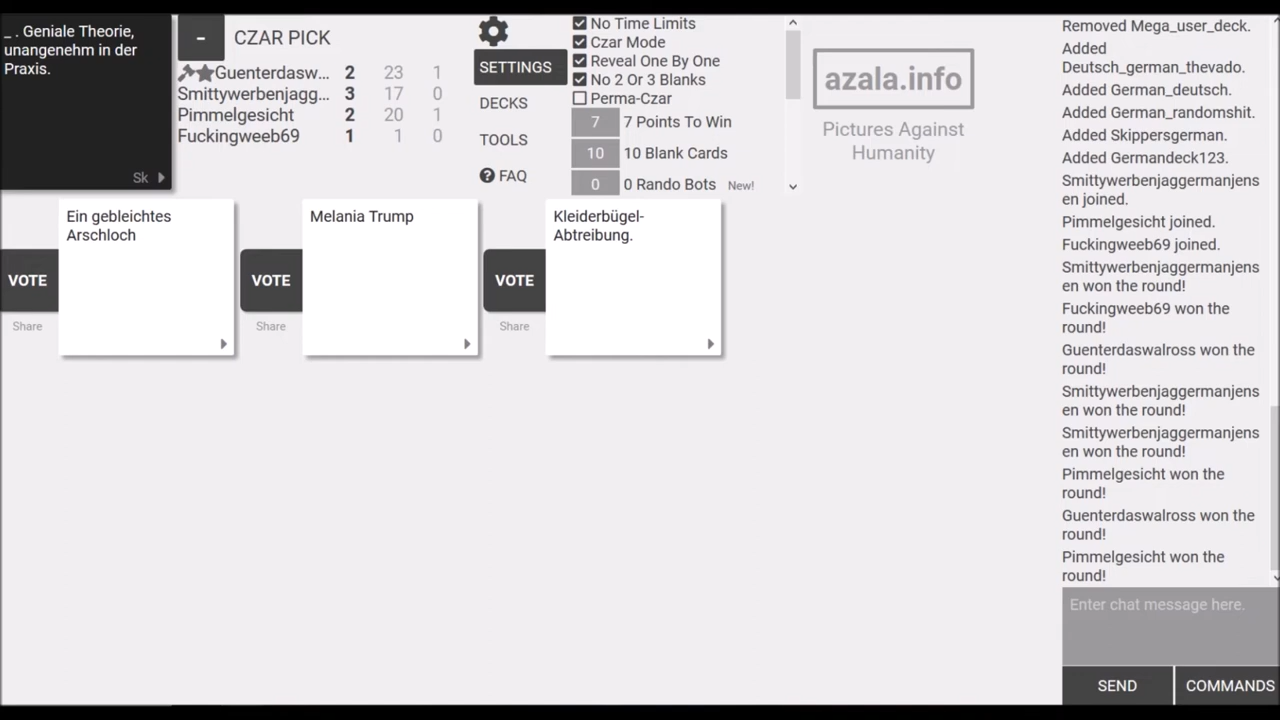 _ . Geniale Theorie,
unangenehm in der
Praxis.
Sk
-
CZAR PICK
Guenterdasw... 2 23 1
Smittywerbenjagg... 3 17 0
Pimmelgesicht 2 20 1
Fuckingweeb69 1 1 0
SETTINGS
DECKS
TOOLS
? FAQ
No Time Limits
Czar Mode
Reveal One By One
No 2 Or 3 Blanks
Perma-Czar
7 7 Points To Win
10 10 Blank Cards
0 0 Rando Bots New!
azala.info
Pictures Against
Humanity
VOTE
Share
Ein gebleichtes
Arschloch
VOTE
Share
Melania Trump
VOTE
Share
Kleiderbügel-
Abtreibung.
Removed Mega_user_deck.
Added
Deutsch_german_thevado.
Added German_deutsch.
Added German_randomshit.
Added Skippersgerman.
Added Germandeck123.
Smittywerbenjaggermanjens
en joined.
Pimmelgesicht joined.
Fuckingweeb69 joined.
Smittywerbenjaggermanjens
en won the round!
Fuckingweeb69 won the
round!
Guenterdaswalross won the
round!
Smittywerbenjaggermanjens
en won the round!
Smittywerbenjaggermanjens
en won the round!
Pimmelgesicht won the
round!
Guenterdaswalross won the
round!
Pimmelgesicht won the
round!
Enter chat message here.
SEND
COMMANDS